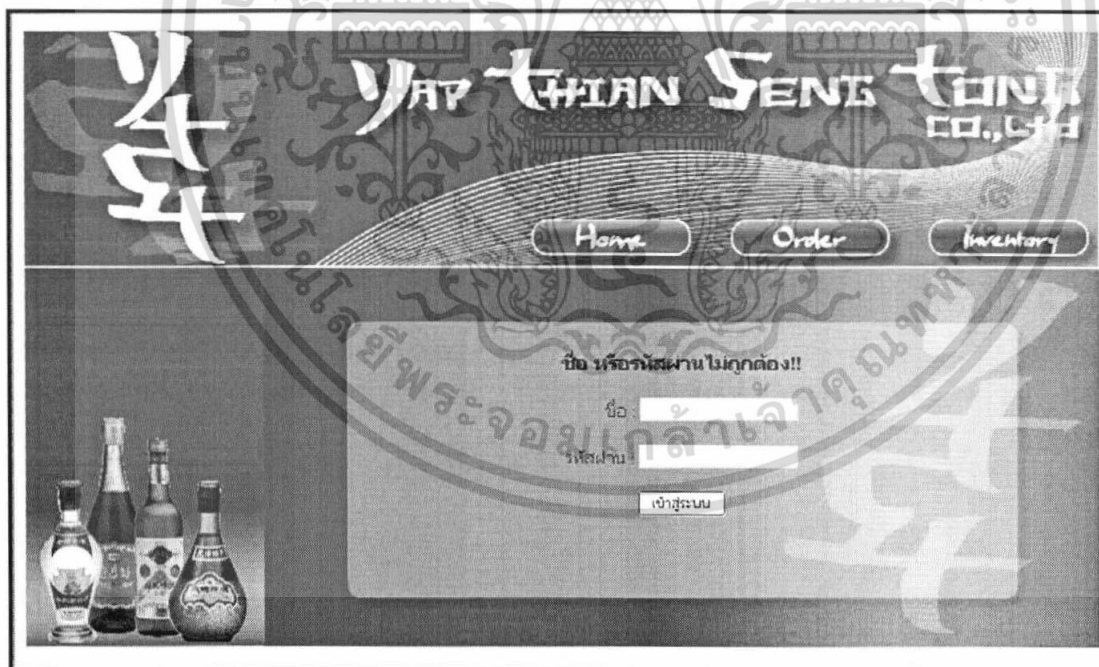 YAP THIAN SENG TONG
CO., Ltd
Home Order Inventory
ชื่อ หรือรหัสผ่านไม่ถูกต้อง!!
ชื่อ :
รหัสผ่าน :
เข้าสู่ระบบ